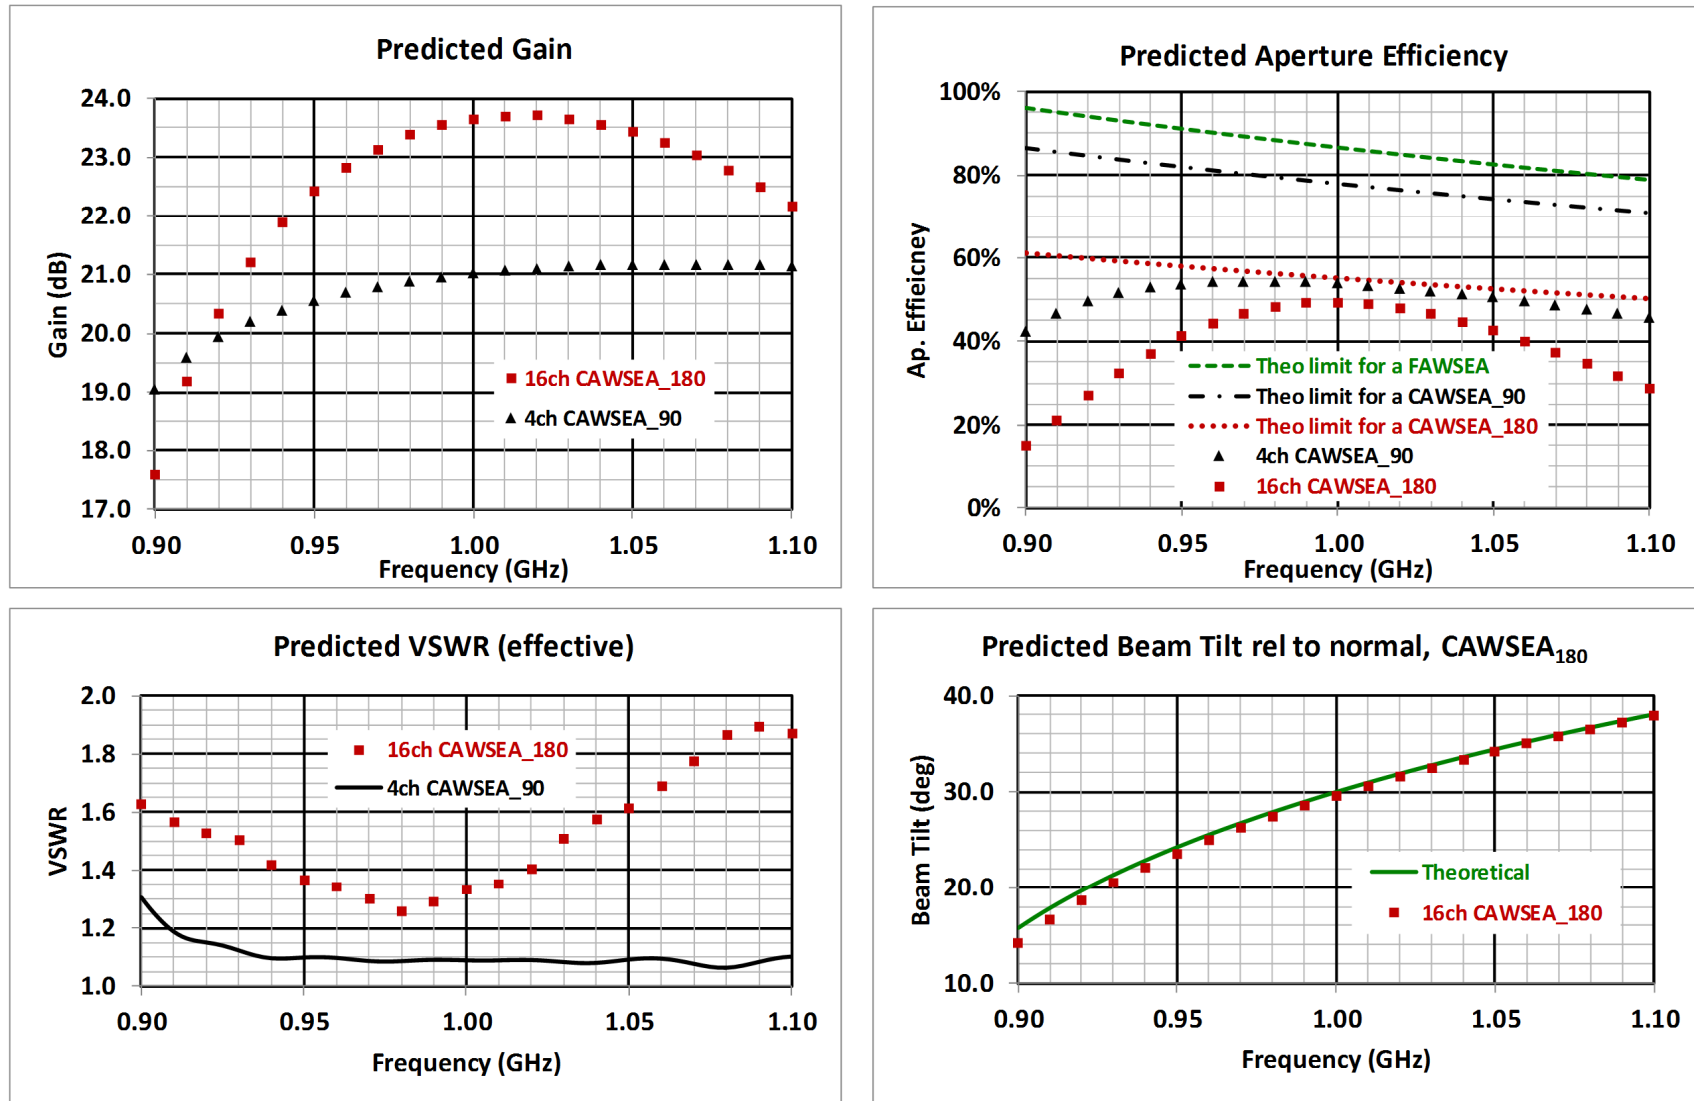 Predicted Gain
24.0
23.0
22.0
21.0
20.0
19.0
18.0
17.0
Gain (dB)
16ch CAWSEA_180
4ch CAWSEA_90
0.90 0.95 1.00 1.05 1.10
Frequency (GHz)
Predicted Aperture Efficiency
100%
80%
60%
40%
20%
0%
Ap. Efficiency
Theo limit for a FAWSEA
Theo limit for a CAWSEA_90
Theo limit for a CAWSEA_180
4ch CAWSEA_90
16ch CAWSEA_180
0.90 0.95 1.00 1.05 1.10
Frequency (GHz)
Predicted VSWR (effective)
2.0
1.8
1.6
1.4
1.2
1.0
VSWR
16ch CAWSEA_180
4ch CAWSEA_90
0.90 0.95 1.00 1.05 1.10
Frequency (GHz)
Predicted Beam Tilt rel to normal, CAWSEA180
40.0
30.0
20.0
10.0
Beam Tilt (deg)
Theoretical
16ch CAWSEA_180
0.90 0.95 1.00 1.05 1.10
Frequency (GHz)